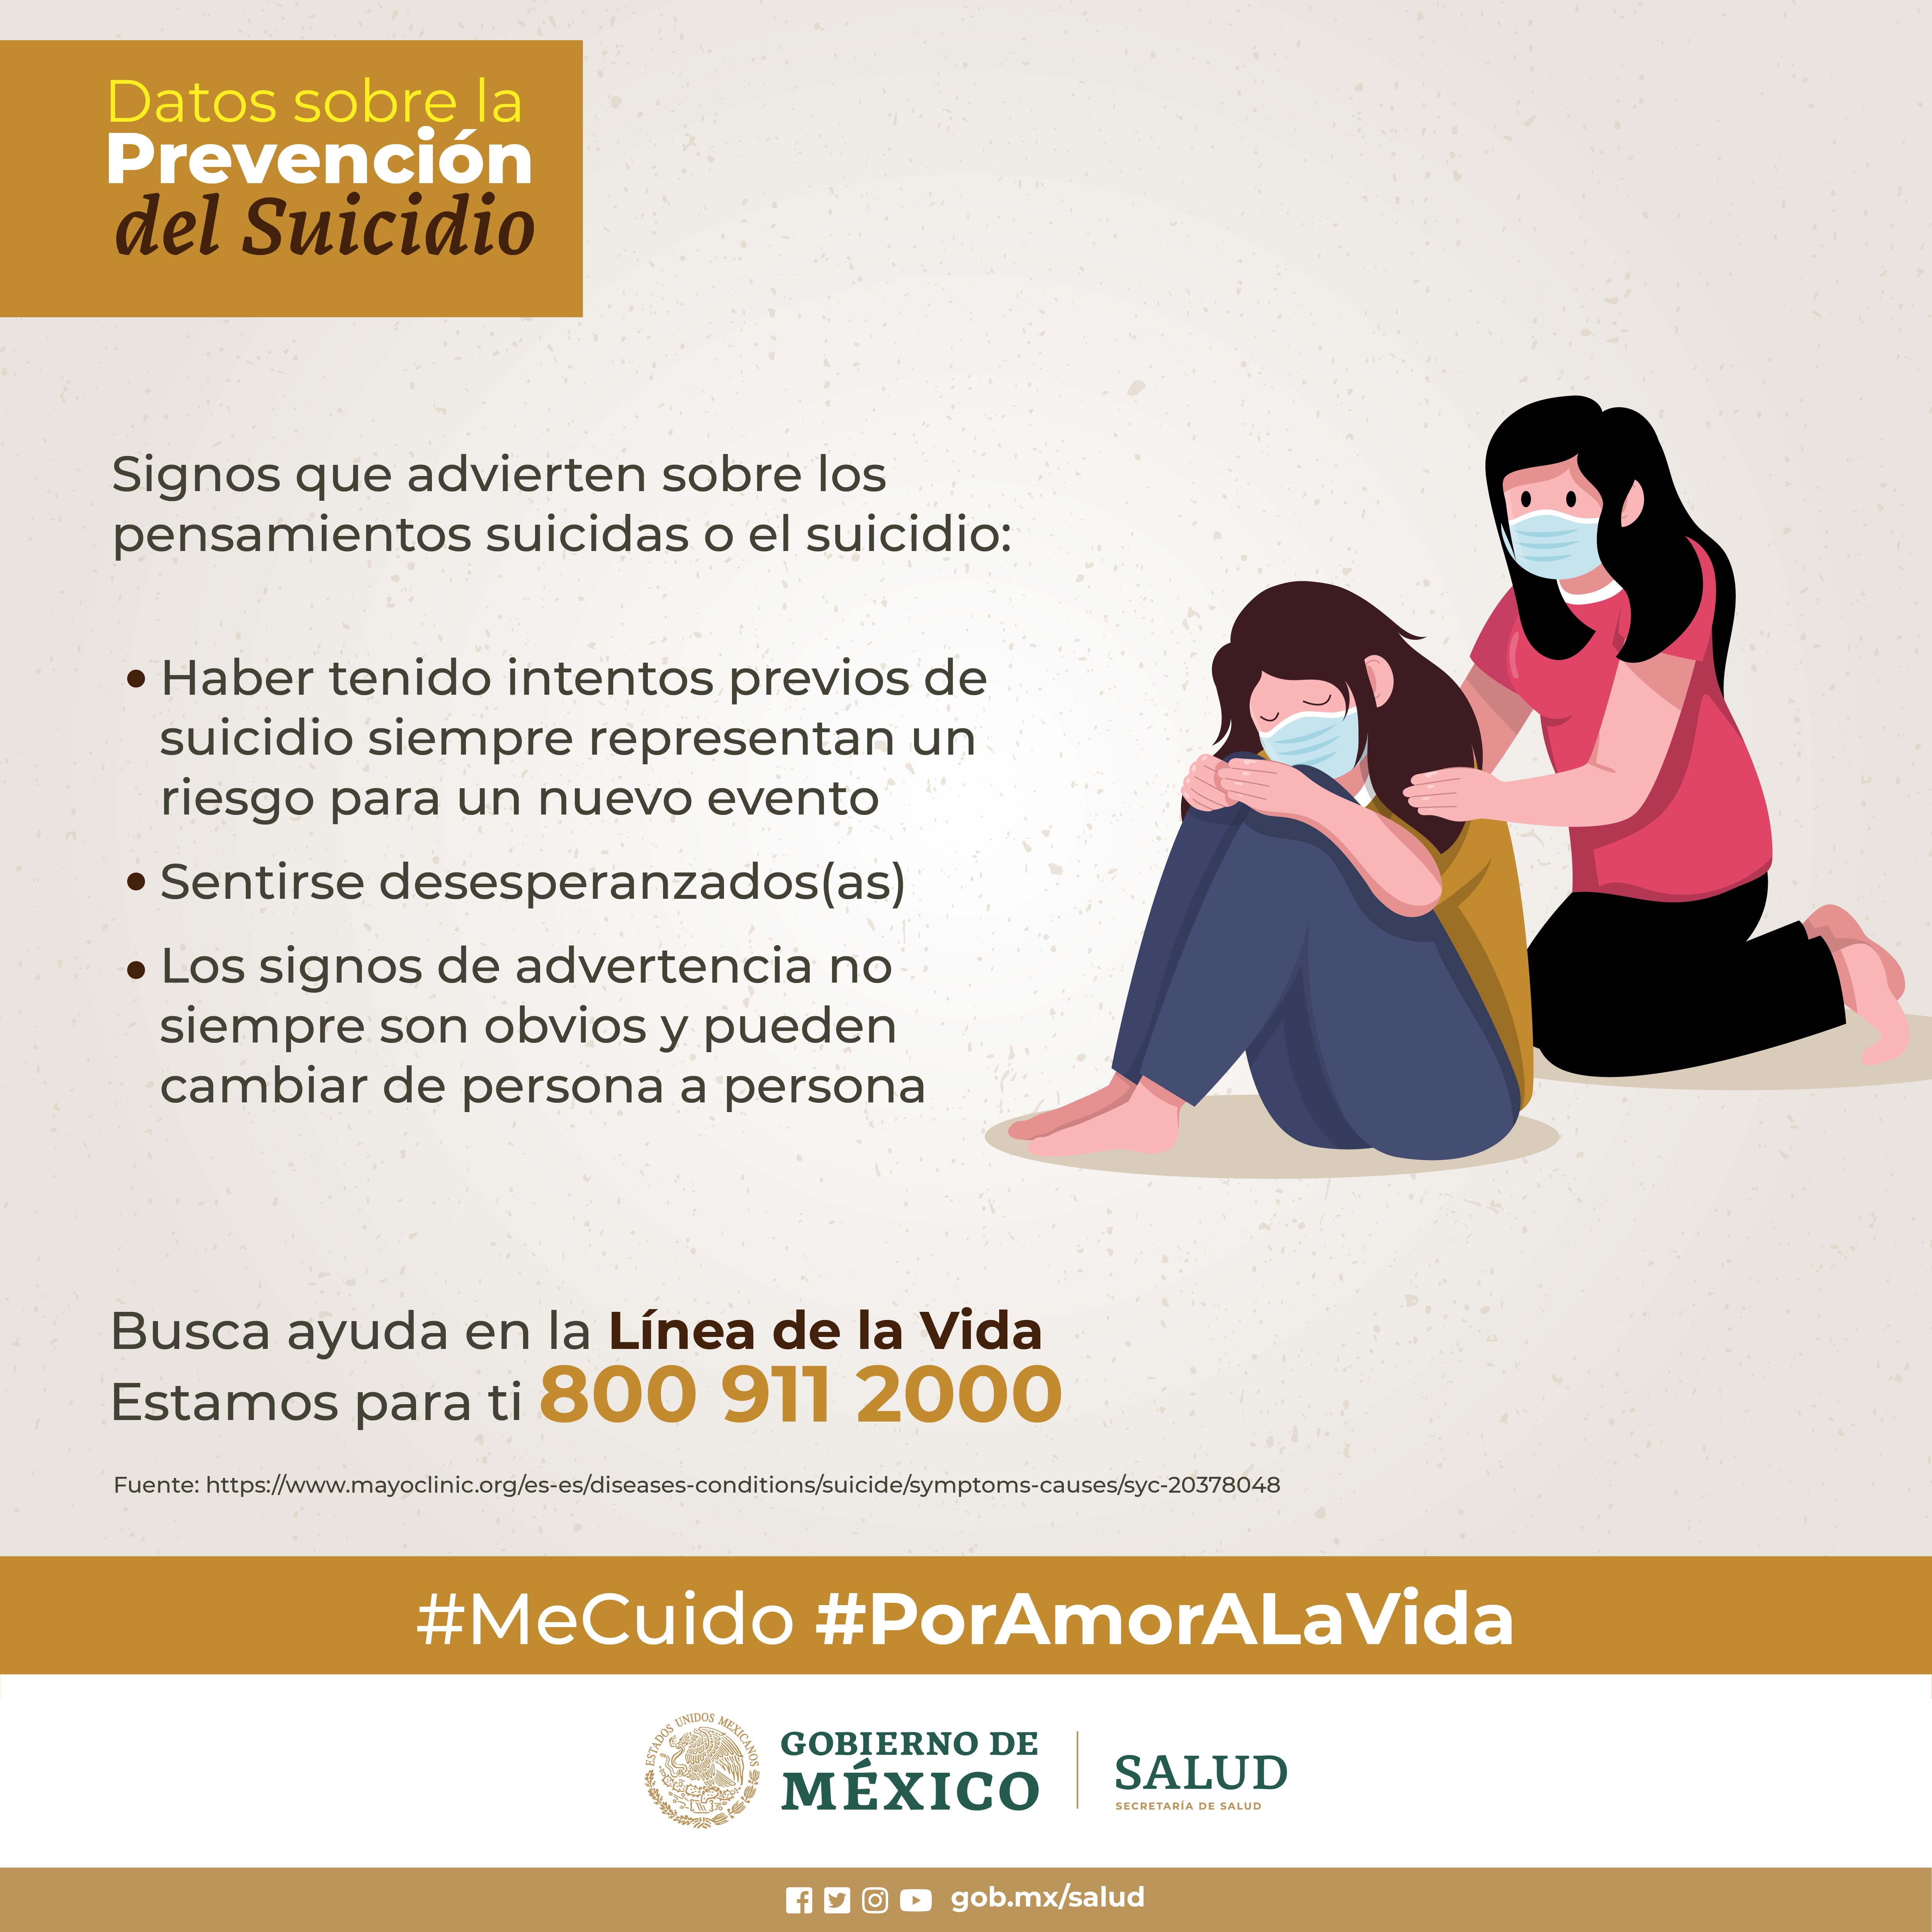 Datos sobre la
Prevención
del Suicidio
Signos que advierten sobre los
pensamientos suicidas o el suicidio:
• Haber tenido intentos previos de
suicidio siempre representan un
riesgo para un nuevo evento
• Sentirse desesperanzados(as)
• Los signos de advertencia no
siempre son obvios y pueden
cambiar de persona a persona
Busca ayuda en la Línea de la Vida
Estamos para ti 800 911 2000
Fuente: https://www.mayoclinic.org/es-es/diseases-conditions/suicide/symptoms-causes/syc-20378048
#MeCuido #PorAmorALaVida
ESTADOS UNIDOS MEXICANOS
GOBIERNO DE
MÉXICO
SALUD
SECRETARÍA DE SALUD
gob.mx/salud